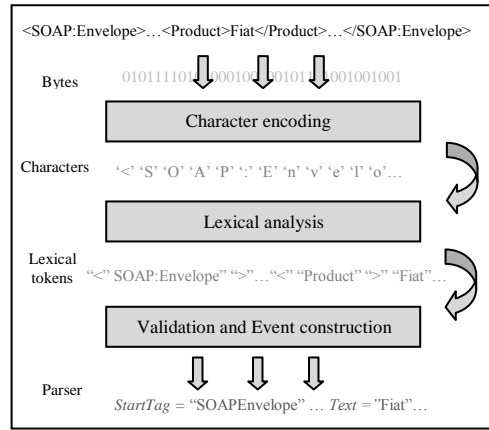 <SOAP:Envelope>…<Product>Fiat</Product>…</SOAP:Envelope>
Bytes
Character encoding
Characters ‘<’ ‘S’ ‘O’ ‘A’ ‘P’ ‘:’ ‘E’ ‘n’ ‘v’ ‘e’ ‘l’ ‘o’…
Lexical analysis
Lexical
tokens “<” SOAP:Envelope” “>”…“<” “Product” “>” “Fiat”…
Validation and Event construction
Parser
StartTag = “SOAPEnvelope” … Text =”Fiat”…